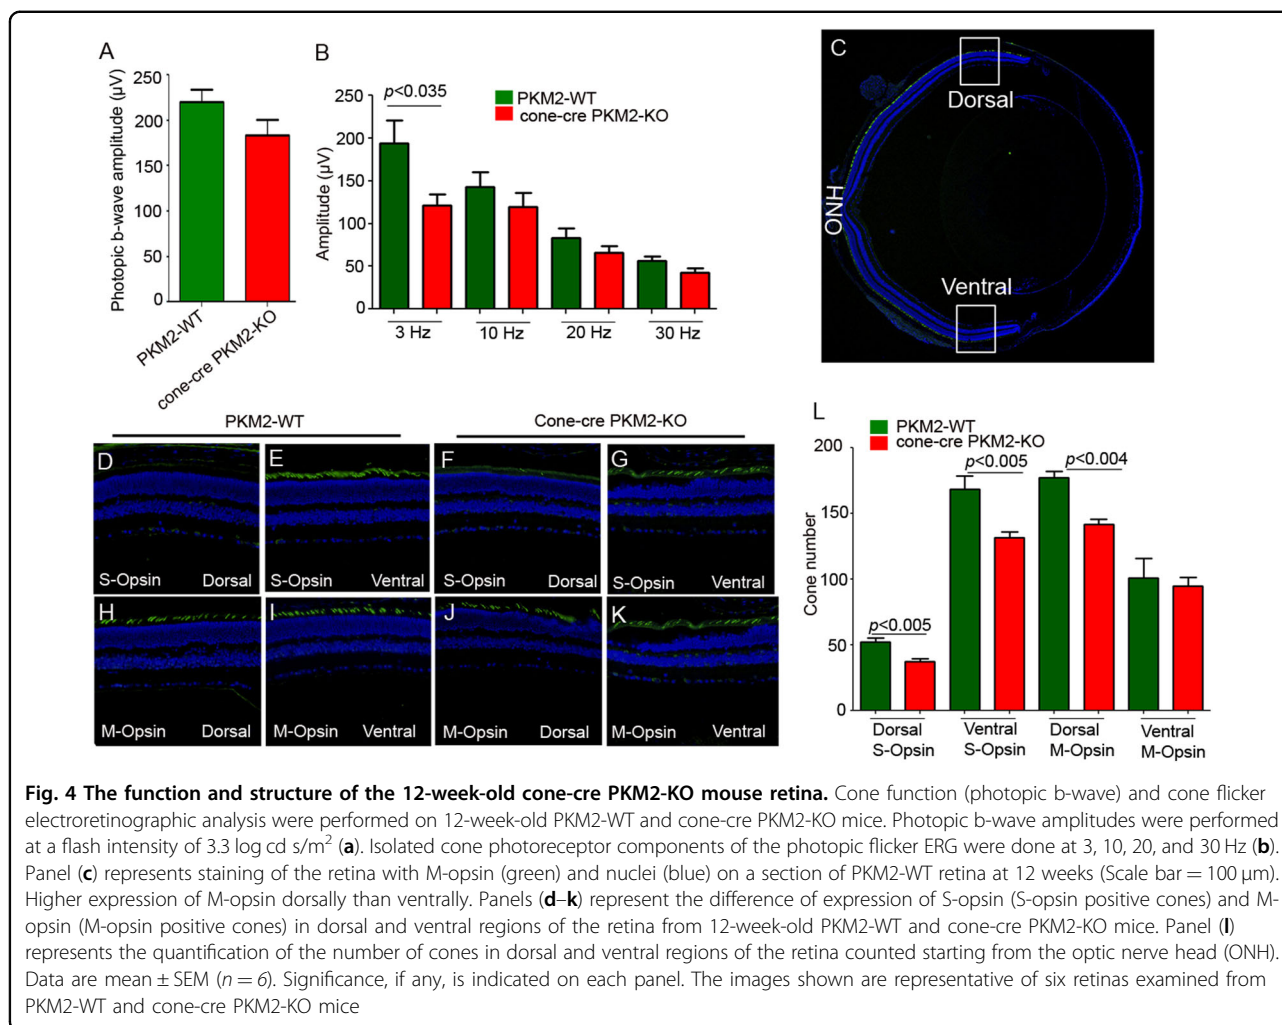 A
Photopic b-wave amplitude (µV)
250
200
150
100
50
0
PKM2-WT
cone-cre PKM2-KO
B
Amplitude (µV)
250
200
150
100
50
0
p<0.035
PKM2-WT
cone-cre PKM2-KO
3 Hz
10 Hz
20 Hz
30 Hz
C
Dorsal
ONH
Ventral
PKM2-WT
Cone-cre PKM2-KO
D
S-Opsin Dorsal
E
S-Opsin Ventral
F
S-Opsin Dorsal
G
S-Opsin Ventral
H
M-Opsin Dorsal
I
M-Opsin Ventral
J
M-Opsin Dorsal
K
M-Opsin Ventral
L
PKM2-WT
cone-cre PKM2-KO
Cone number
200
150
100
50
0
p<0.005
p<0.005
p<0.004
Dorsal
S-Opsin
Ventral
S-Opsin
Dorsal
M-Opsin
Ventral
M-Opsin
Fig. 4 The function and structure of the 12-week-old cone-cre PKM2-KO mouse retina. Cone function (photopic b-wave) and cone flicker
electroretinographic analysis were performed on 12-week-old PKM2-WT and cone-cre PKM2-KO mice. Photopic b-wave amplitudes were performed
at a flash intensity of 3.3 log cd s/m² (a). Isolated cone photoreceptor components of the photopic flicker ERG were done at 3, 10, 20, and 30 Hz (b).
Panel (c) represents staining of the retina with M-opsin (green) and nuclei (blue) on a section of PKM2-WT retina at 12 weeks (Scale bar = 100 µm).
Higher expression of M-opsin dorsally than ventrally. Panels (d–k) represent the difference of expression of S-opsin (S-opsin positive cones) and M-
opsin (M-opsin positive cones) in dorsal and ventral regions of the retina from 12-week-old PKM2-WT and cone-cre PKM2-KO mice. Panel (l)
represents the quantification of the number of cones in dorsal and ventral regions of the retina counted starting from the optic nerve head (ONH).
Data are mean ± SEM (n = 6). Significance, if any, is indicated on each panel. The images shown are representative of six retinas examined from
PKM2-WT and cone-cre PKM2-KO mice